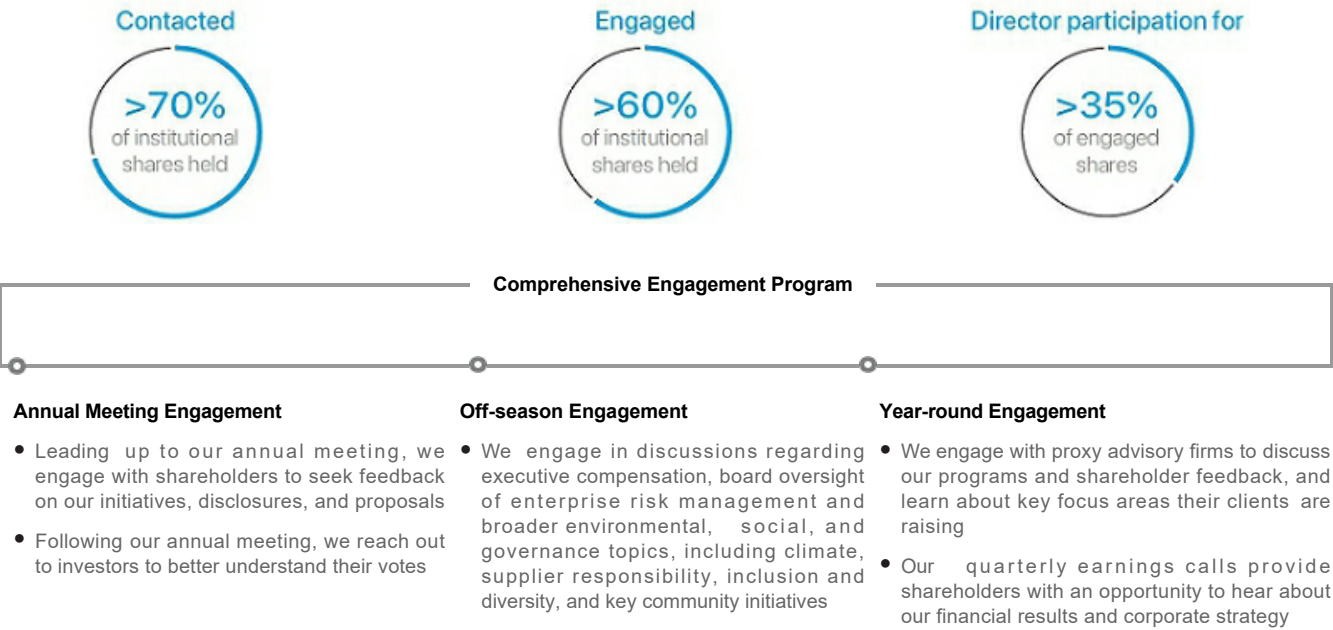 Contacted
>70%
of institutional
shares held
Engaged
>60%
of institutional
shares held
Director participation for
>35%
of engaged
shares
Comprehensive Engagement Program
Annual Meeting Engagement
• Leading up to our annual meeting, we
engage with shareholders to seek feedback
on our initiatives, disclosures, and proposals
• Following our annual meeting, we reach out
to investors to better understand their votes
Off-season Engagement
• We engage in discussions regarding
executive compensation, board oversight
of enterprise risk management and
broader environmental, social, and
governance topics, including climate,
supplier responsibility, inclusion and
diversity, and key community initiatives
Year-round Engagement
• We engage with proxy advisory firms to discuss
our programs and shareholder feedback, and
learn about key focus areas their clients are
raising
• Our quarterly earnings calls provide
shareholders with an opportunity to hear about
our financial results and corporate strategy